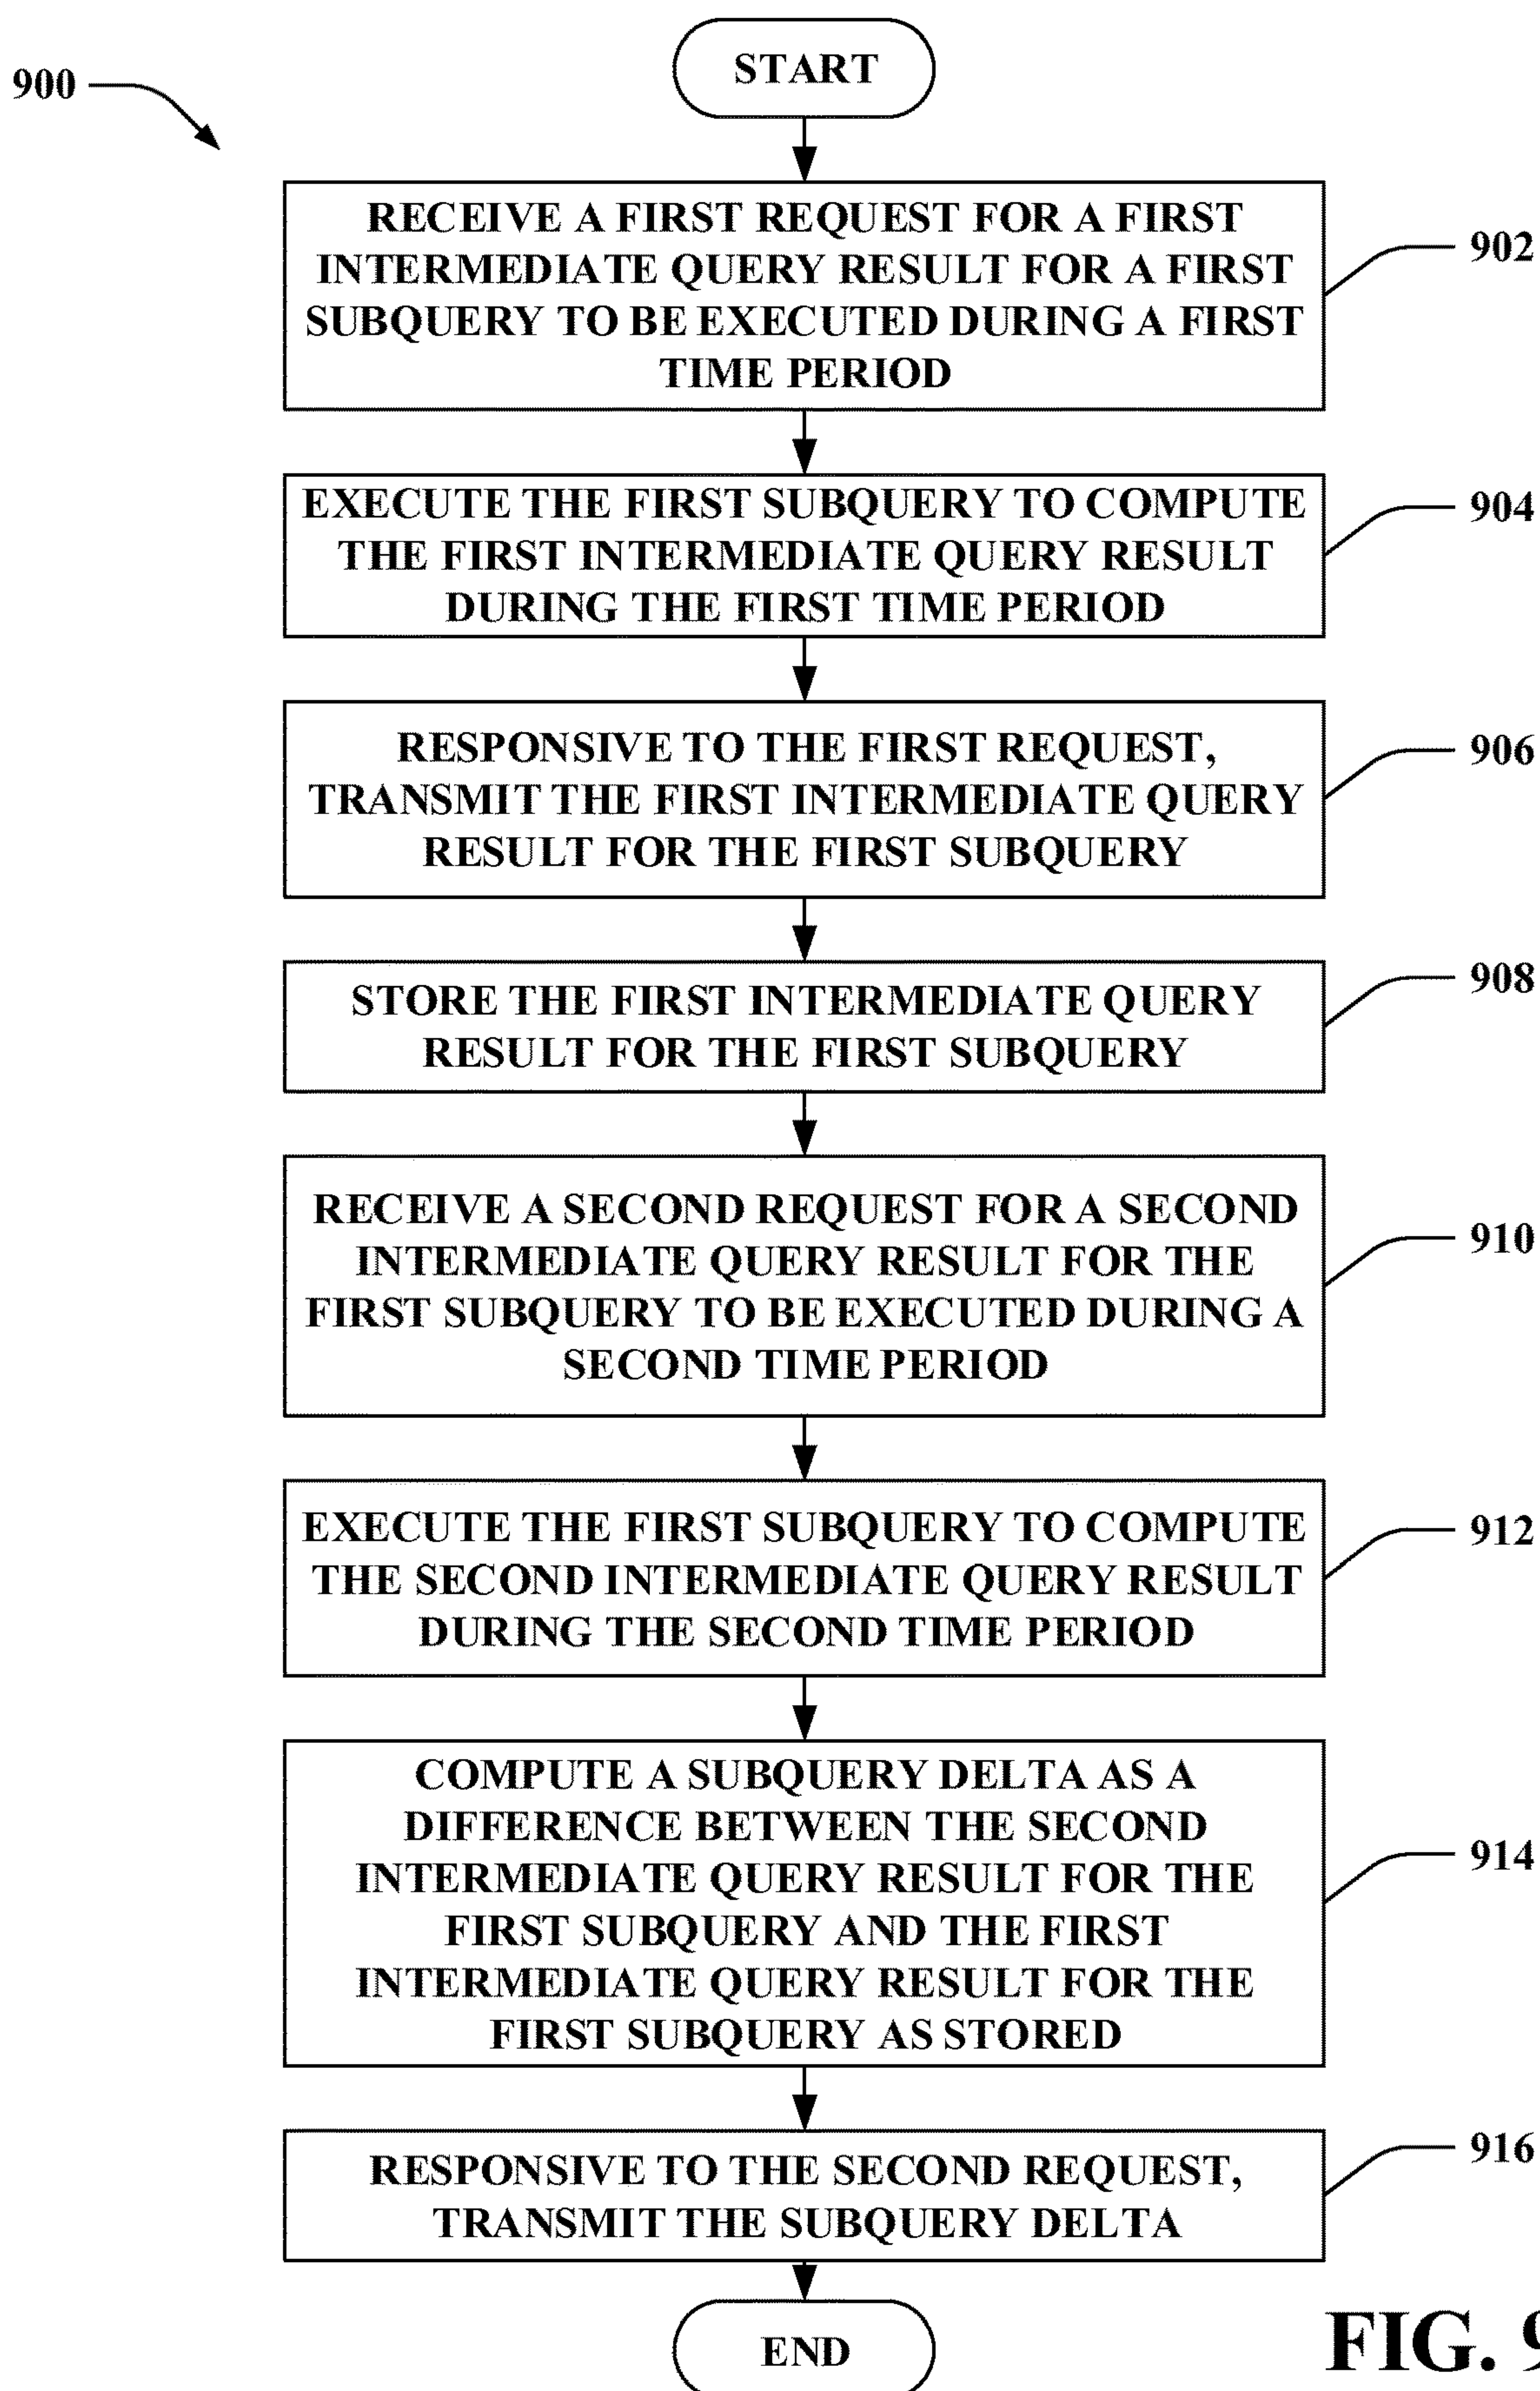 START
900
RECEIVE A FIRST REQUEST FOR A FIRST
INTERMEDIATE QUERY RESULT FOR A FIRST
SUBQUERY TO BE EXECUTED DURING A FIRST
TIME PERIOD
902
EXECUTE THE FIRST SUBQUERY TO COMPUTE
THE FIRST INTERMEDIATE QUERY RESULT
DURING THE FIRST TIME PERIOD
904
RESPONSIVE TO THE FIRST REQUEST,
TRANSMIT THE FIRST INTERMEDIATE QUERY
RESULT FOR THE FIRST SUBQUERY
906
STORE THE FIRST INTERMEDIATE QUERY
RESULT FOR THE FIRST SUBQUERY
908
RECEIVE A SECOND REQUEST FOR A SECOND
INTERMEDIATE QUERY RESULT FOR THE
FIRST SUBQUERY TO BE EXECUTED DURING A
SECOND TIME PERIOD
910
EXECUTE THE FIRST SUBQUERY TO COMPUTE
THE SECOND INTERMEDIATE QUERY RESULT
DURING THE SECOND TIME PERIOD
912
COMPUTE A SUBQUERY DELTA AS A
DIFFERENCE BETWEEN THE SECOND
INTERMEDIATE QUERY RESULT FOR THE
FIRST SUBQUERY AND THE FIRST
INTERMEDIATE QUERY RESULT FOR THE
FIRST SUBQUERY AS STORED
914
RESPONSIVE TO THE SECOND REQUEST,
TRANSMIT THE SUBQUERY DELTA
916
END
FIG. 9